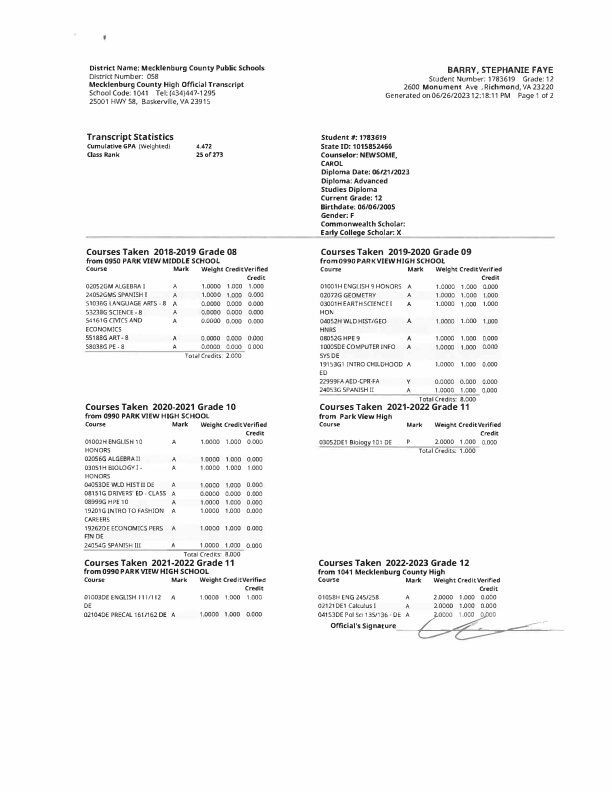 District Name: Mecklenburg County Public Schools
District Number: 058
Mecklenburg County High Official Transcript
School Code: 1041 Tel:(434)447-1295
25001 HWY 58, Baskerville, VA 23915
BARRY, STEPHANIE FAYE
Student Number: 1783619 Grade: 12
2600 Monument Ave ,Richmond, VA 23220
Generated on 06/26/2023 12:18:11 PM Page 1 of 2
Transcript Statistics
Cumulative GPA (Weighted) 4.472
Class Rank 25 of 273
Student #: 1783619
State ID: 1015852466
Counselor: NEWSOME,
CAROL
Diploma Date: 06/21/2023
Diploma: Advanced
Studies Diploma
Current Grade: 12
Birthdate: 06/06/2005
Gender: F
Commonwealth Scholar:
Early College Scholar: X
Courses Taken 2018-2019 Grade 08
from 0950 PARK VIEW MIDDLE SCHOOL
Course Mark Weight Credit Verified
Credit
02052GM ALGEBRA I A 1.0000 1.000 1.000
24052GMS SPANISH I A 1.0000 1.000 0.000
51036G LANGUAGE ARTS - 8 A 0.0000 0.000 0.000
53238G SCIENCE - 8 A 0.0000 0.000 0.000
54161G CIVICS AND A 0.0000 0.000 0.000
ECONOMICS
55188G ART - 8 A 0.0000 0.000 0.000
58038G PE - 8 A 0.0000 0.000 0.000
Total Credits: 2.000
Courses Taken 2019-2020 Grade 09
from 0990 PARK VIEW HIGH SCHOOL
Course Mark Weight Credit Verified
Credit
01001H ENGLISH 9 HONORS A 1.0000 1.000 0.000
02072G GEOMETRY A 1.0000 1.000 0.000
03001H EARTH SCIENCE I A 1.0000 1.000 1.000
HON
04052H WLD HIST/GEO A 1.0000 1.000 1.000
HNRS
08052G HPE 9 A 1.0000 1.000 0.000
10005DE COMPUTER INFO A 1.0000 1.000 0.000
SYS DE
19153G1 INTRO CHILDHOOD A 1.0000 1.000 0.000
ED
22999FA AED-CPR-FA Y 0.0000 0.000 0.000
24053G SPANISH II A 1.0000 1.000 0.000
Total Credits: 8.000
Courses Taken 2020-2021 Grade 10
from 0990 PARK VIEW HIGH SCHOOL
Course Mark Weight Credit Verified
Credit
01002H ENGLISH 10 A 1.0000 1.000 0.000
HONORS
02056G ALGEBRA II A 1.0000 1.000 0.000
03051H BIOLOGY I - A 1.0000 1.000 0.000
HONORS
04053DE WLD HIST II DE A 1.0000 1.000 0.000
08151G DRIVERS' ED - CLASS A 0.0000 0.000 0.000
08999G HPE 10 A 1.0000 1.000 0.000
19201G INTRO TO FASHION A 1.0000 1.000 0.000
CAREERS
19262DE ECONOMICS PERS A 1.0000 1.000 0.000
FIN DE
24054G SPANISH III A 1.0000 1.000 0.000
Total Credits: 8.000
Courses Taken 2021-2022 Grade 11
from Park View High
Course Mark Weight Credit Verified
Credit
03052DE1 Biology 101 DE P 2.0000 1.000 0.000
Total Credits: 1.000
Courses Taken 2021-2022 Grade 11
from 0990 PARK VIEW HIGH SCHOOL
Course Mark Weight Credit Verified
Credit
01003DE ENGLISH 111/112 A 1.0000 1.000 1.000
DE
02104DE PRECAL 161/162 DE A 1.0000 1.000 0.000
Courses Taken 2022-2023 Grade 12
from 1041 Mecklenburg County High
Course Mark Weight Credit Verified
Credit
01058H ENG 245/258 A 2.0000 1.000 0.000
02121DE1 Calculus I A 2.0000 1.000 0.000
04153DE Pol Sci 135/136 - DE A 2.0000 1.000 0.000
Official's Signature